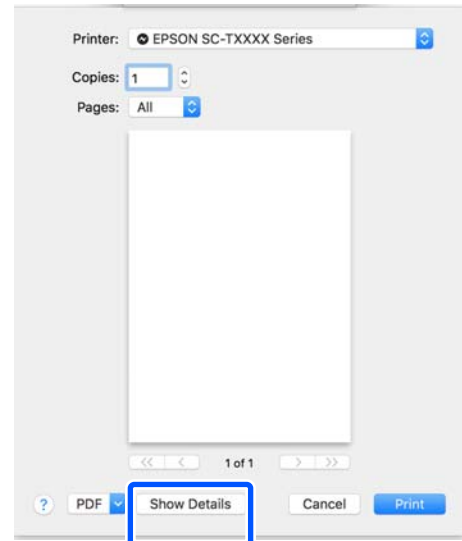 Printer: EPSON SC-TXXXX Series
Copies: 1
Pages: All
<< < 1 of 1 > >>
? PDF Show Details Cancel Print